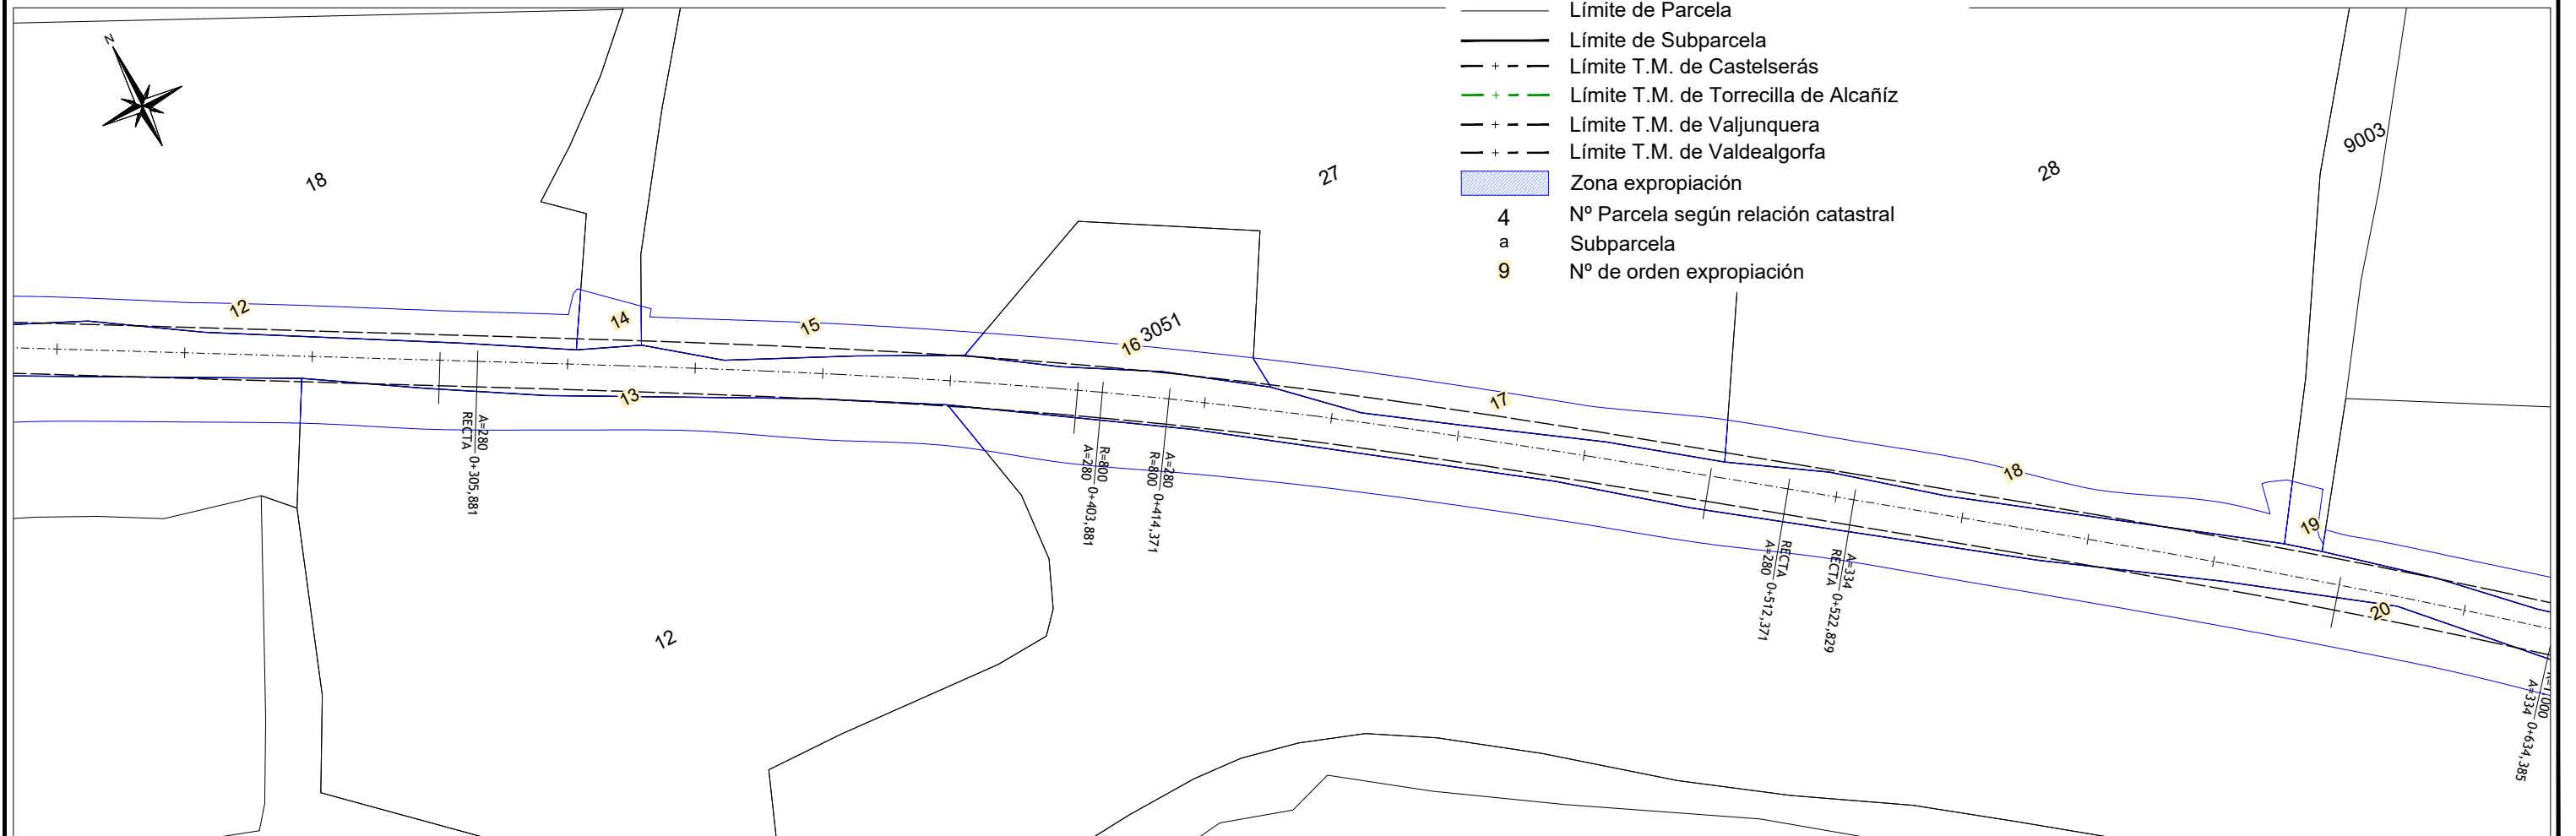 Límite de Parcela
Límite de Subparcela
Límite T.M. de Castelserás
Límite T.M. de Torrecilla de Alcañíz
Límite T.M. de Valjunquera
Límite T.M. de Valdealgorfa
Zona expropiación
4 Nº Parcela según relación catastral
a Subparcela
9 Nº de orden expropiación
N
18
27
28
9003
12
14
15
16 3051
13
17
18
19
20
12
A=280
RECTA 0+305,881
R=800
A=280 0+403,881
A=280
R=800 0+414,371
RECTA
A=280 0+512,371
A=334
RECTA 0+522,829
R=1.000
A=334 0+634,385